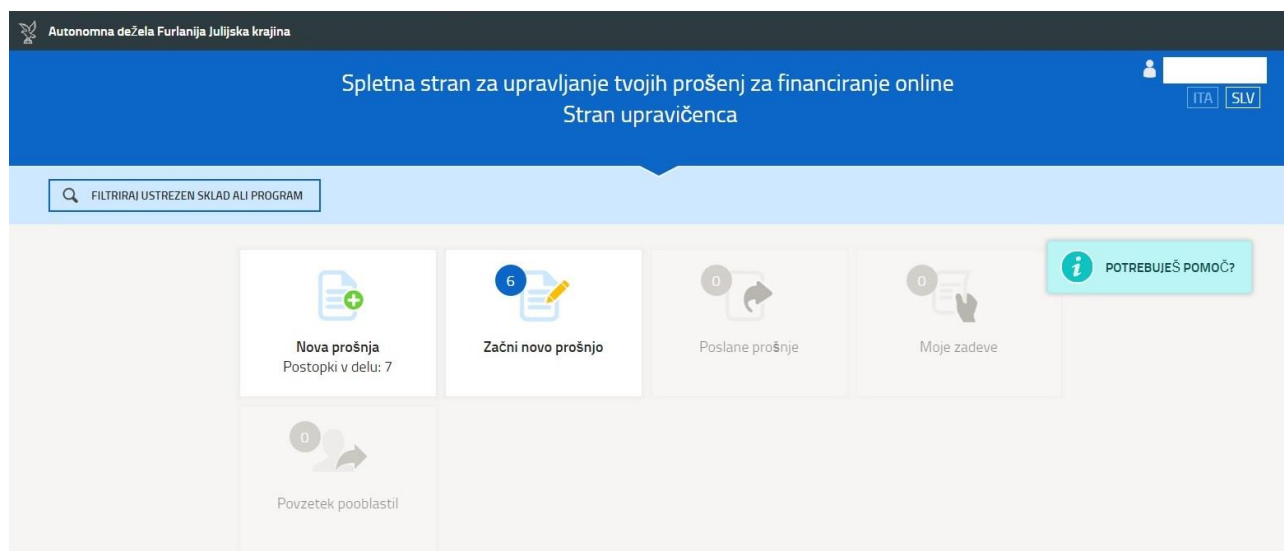 Autonomna dežela Furlanija Julijska krajina
Spletna stran za upravljanje tvojih prošenj za financiranje online
Stran upravičenca
ITA SLV
FILTRIRAJ USTREZEN SKLAD ALI PROGRAM
POTREBUJEŠ POMOČ?
Nova prošnja
Postopki v delu: 7
6
Začni novo prošnjo
0
Poslane prošnje
0
Moje zadeve
0
Povzetek pooblastil